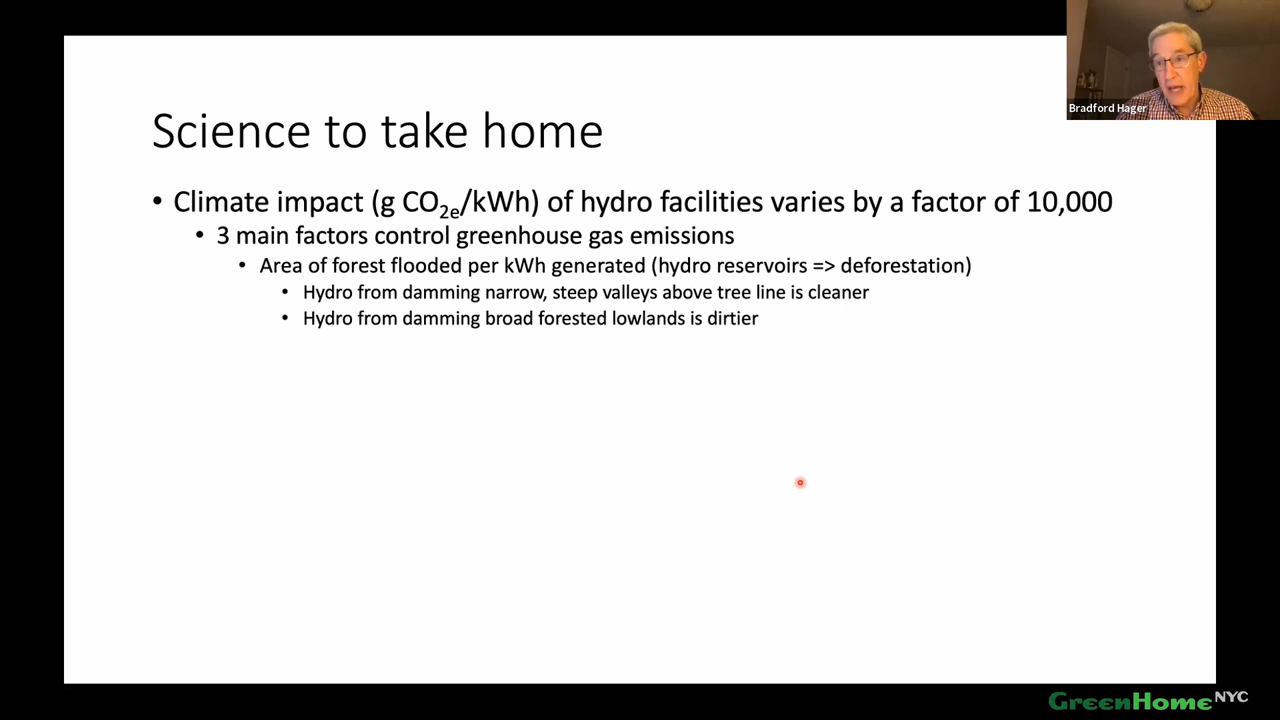 Bradford Hager
Science to take home
• Climate impact (g CO2e/kWh) of hydro facilities varies by a factor of 10,000
• 3 main factors control greenhouse gas emissions
• Area of forest flooded per kWh generated (hydro reservoirs => deforestation)
• Hydro from damming narrow, steep valleys above tree line is cleaner
• Hydro from damming broad forested lowlands is dirtier
GreenHomeNYC